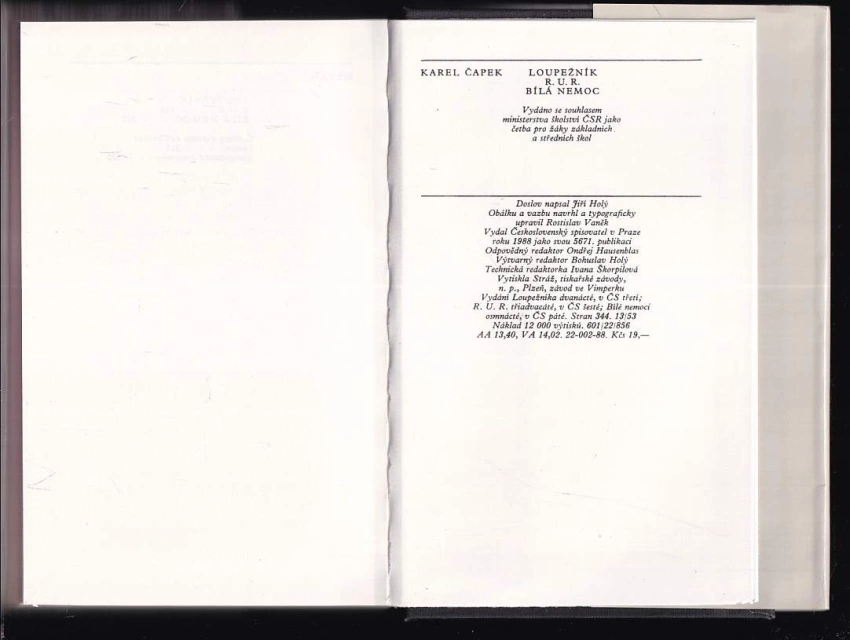 KAREL ČAPEK LOUPEŽNÍK
R. U. R.
BÍLÁ NEMOC
Vydáno se souhlasem
ministerstva školství ČSR jako
četba pro žáky základních
a středních škol
Doslov napsal Jiří Holý
Obálku a vazbu navrhl a typograficky
upravil Rostislav Vaněk
Vydal Československý spisovatel v Praze
roku 1988 jako svou 5671. publikaci
Odpovědný redaktor Ondřej Hausenblas
Výtvarný redaktor Bohuslav Holý
Technická redaktorka Ivana Škorpilová
Vytiskla Stráž, tiskařské závody,
n. p., Plzeň, závod ve Vimperku
Vydání Loupežníka dvanácté, v ČS třetí;
R. U. R. třiadvacáté, v ČS šesté; Bílé nemoci
osmnácté, v ČS páté. Stran 344. 13/53
Náklad 12 000 výtisků. 601/22/856
AA 13,40, VA 14,02. 22-002-88. Kčs 19,—